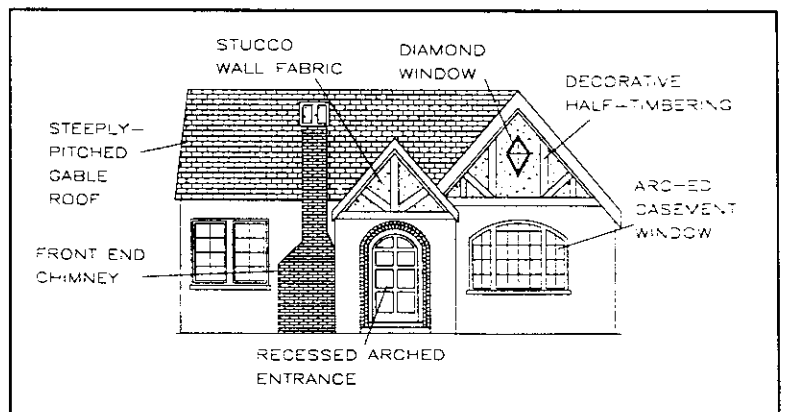 STUCCO
WALL FABRIC
DIAMOND
WINDOW
DECORATIVE
HALF-TIMBERING
STEEPLY-
PITCHED
GABLE
ROOF
ARCHED
CASEMENT
WINDOW
FRONT END
CHIMNEY
RECESSED ARCHED
ENTRANCE